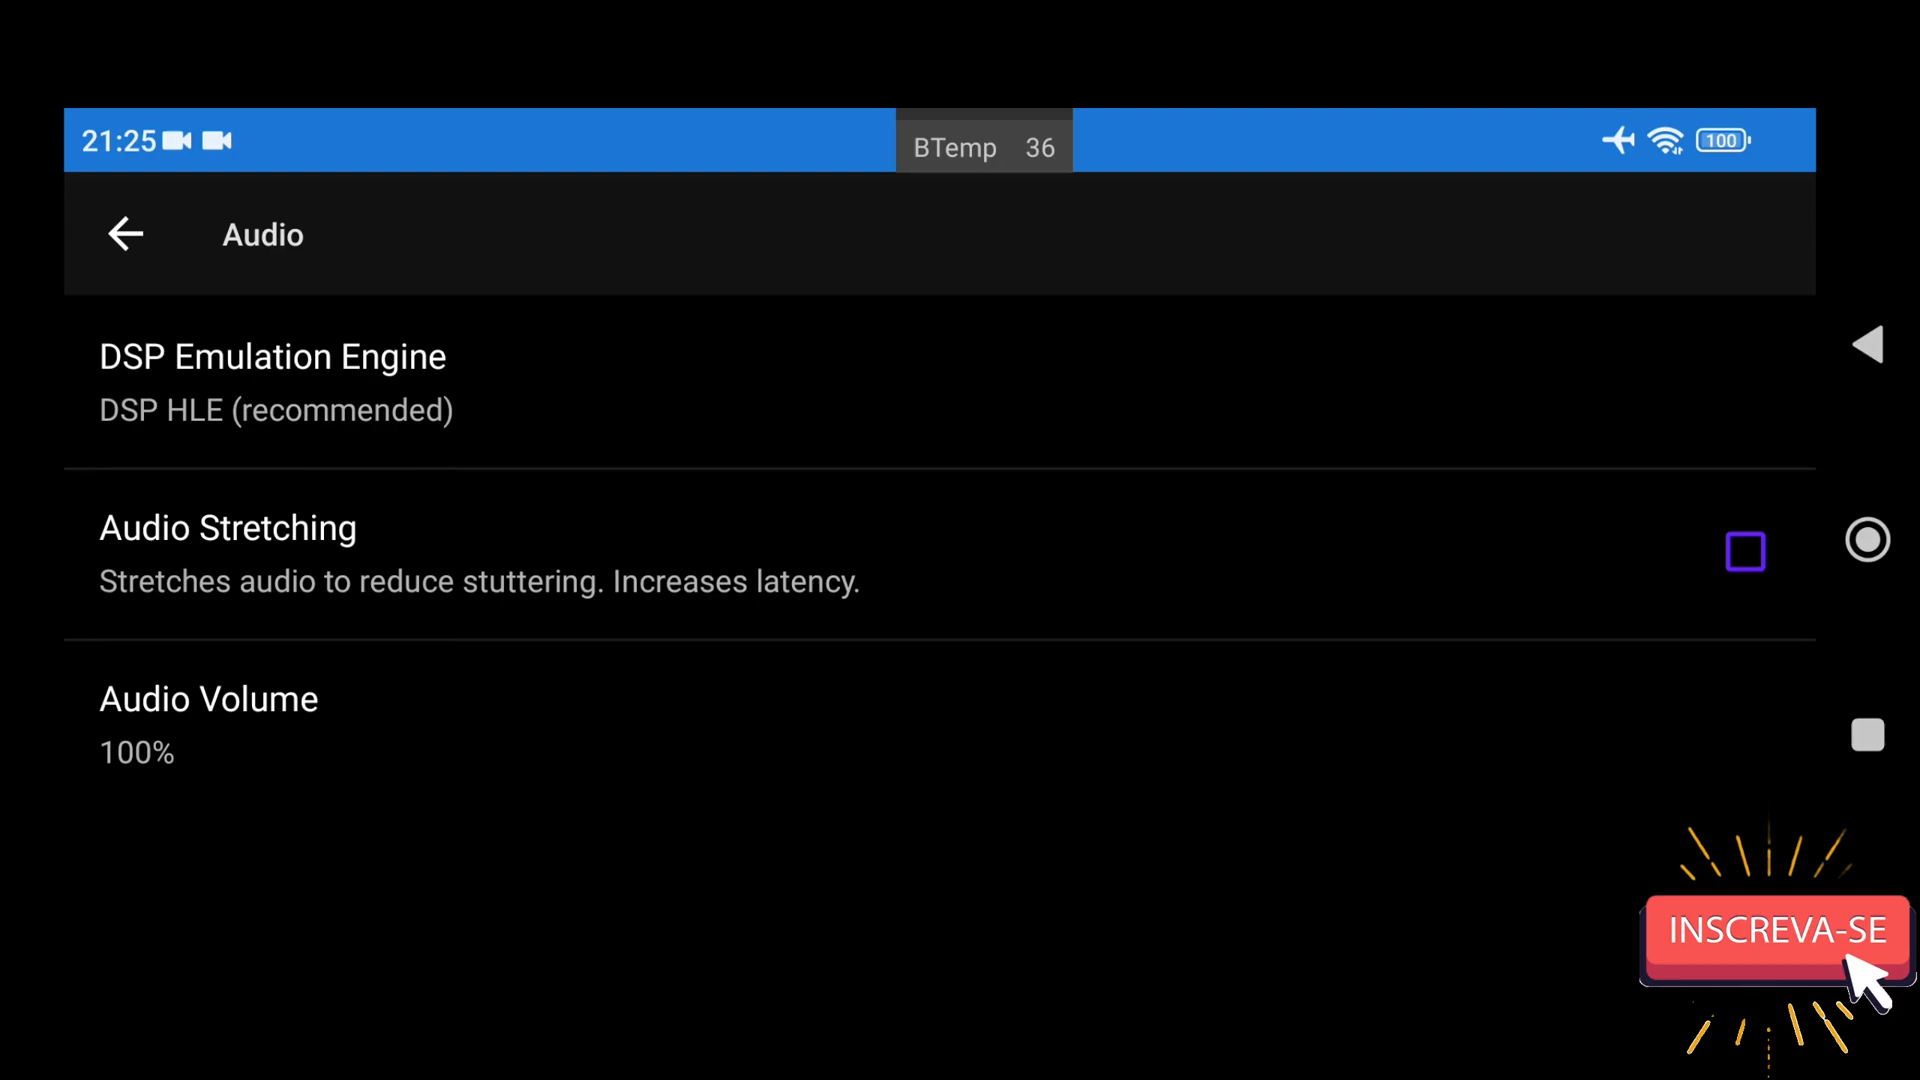 21:25
BTemp 36
100
Audio
DSP Emulation Engine
DSP HLE (recommended)
Audio Stretching
Stretches audio to reduce stuttering. Increases latency.
Audio Volume
100%
INSCREVA-SE